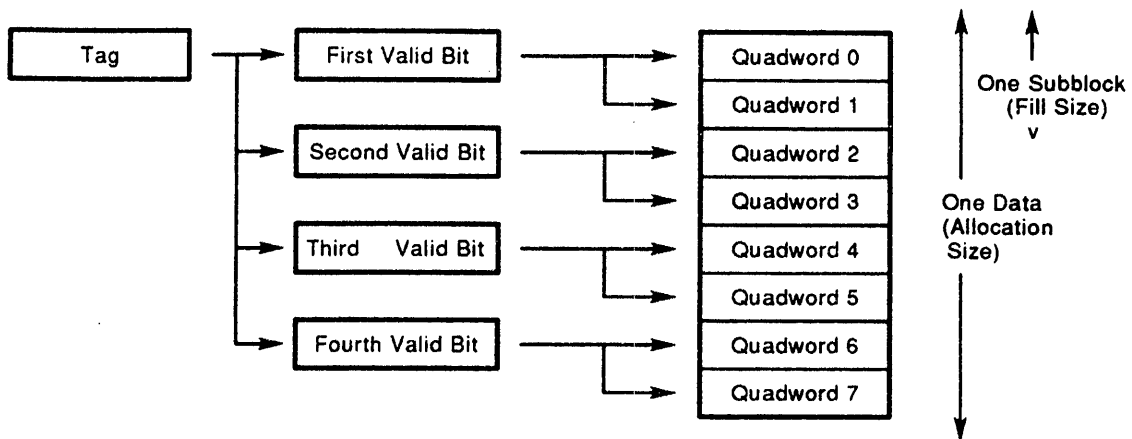 Tag
First Valid Bit
Second Valid Bit
Third Valid Bit
Fourth Valid Bit
Quadword 0
Quadword 1
Quadword 2
Quadword 3
Quadword 4
Quadword 5
Quadword 6
Quadword 7
One Subblock
(Fill Size)
v
One Data
(Allocation
Size)